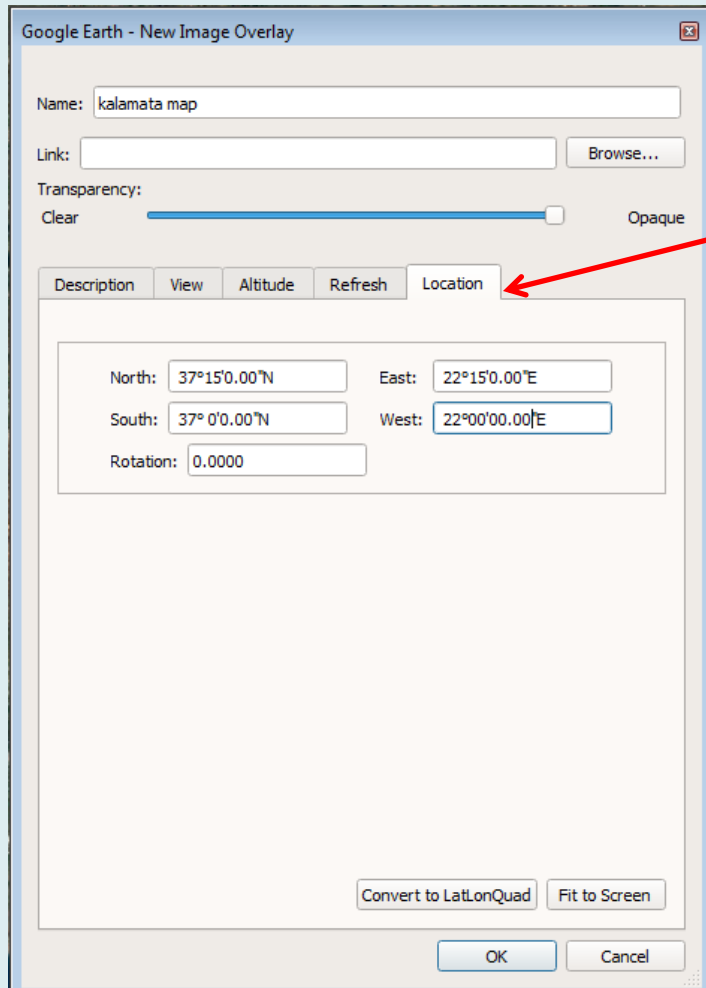 Google Earth - New Image Overlay
Name: kalamata map
Link: Browse...
Transparency:
Clear Opaque
Description View Altitude Refresh Location
North: 37°15'0.00"N East: 22°15'0.00"E
South: 37° 0'0.00"N West: 22°00'00.00"E
Rotation: 0.0000
Convert to LatLonQuad Fit to Screen
OK Cancel